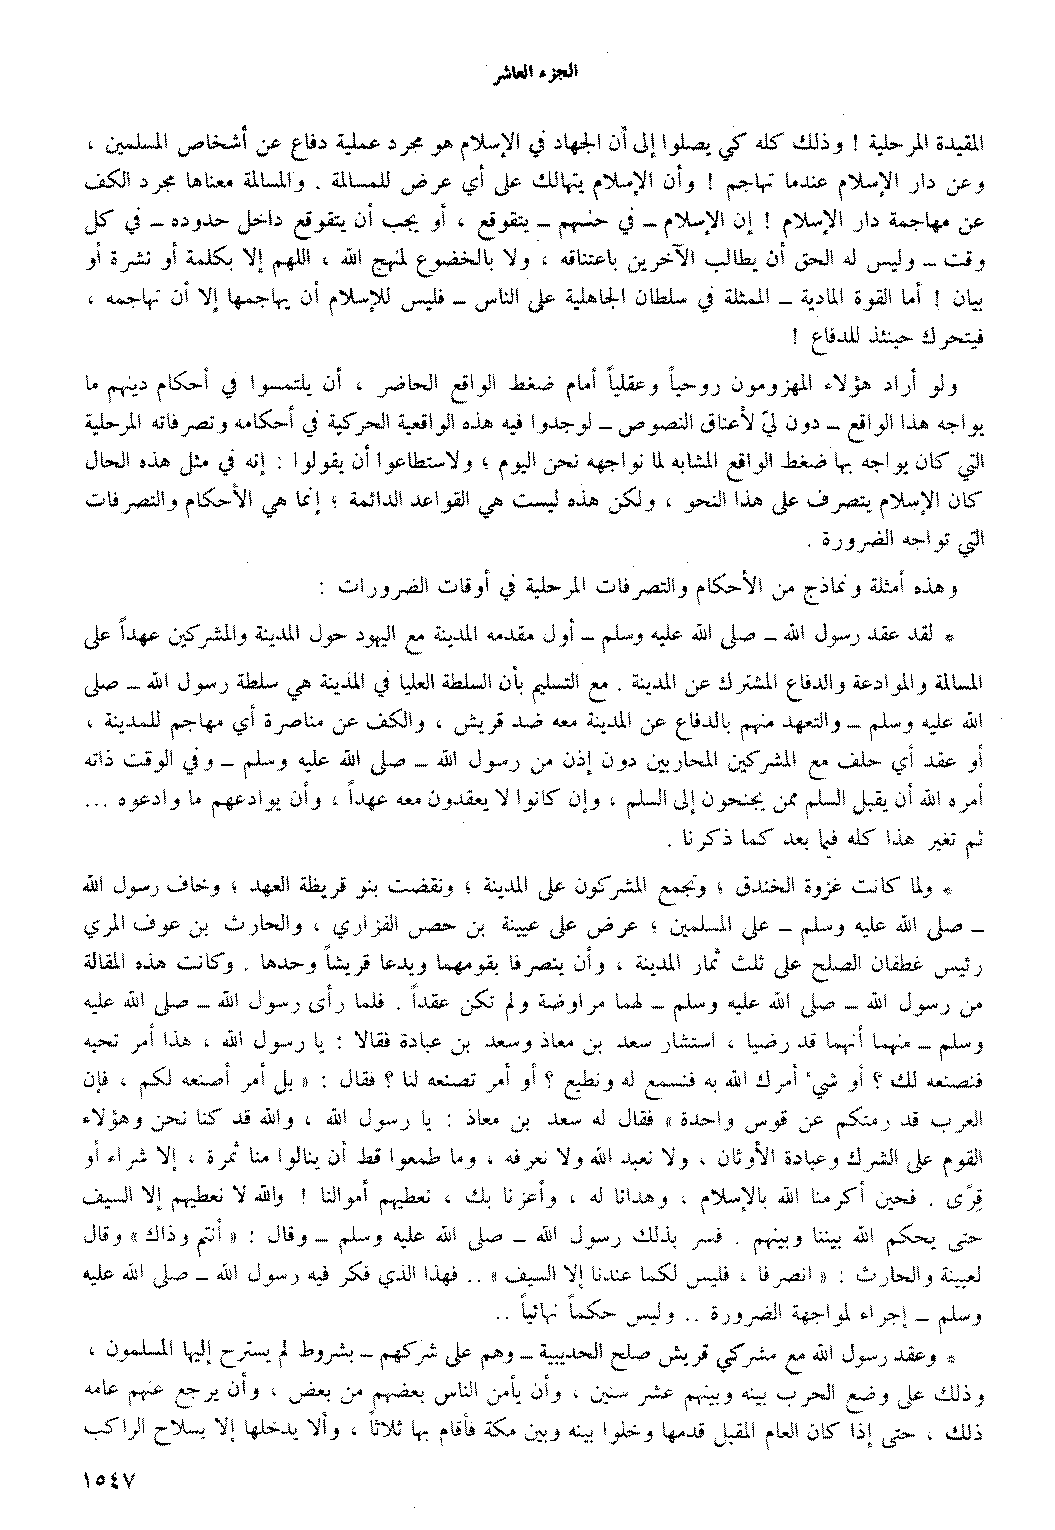 الجزء العاشر
المقيدة المرحلية ! وذلك كله كي يصلوا إلى أن الجهاد في الإسلام هو مجرد عملية دفاع عن أشخاص المسلمين ،
وعن دار الإسلام عندما تهاجم ! وأن الإسلام يتهالك على أي عرض للمسالمة . والمسالمة معناها مجرد الكف
عن مهاجمة دار الإسلام ! إن الإسلام – في حسهم – يتقوقع ، أو يجب أن يتقوقع داخل حدوده – في كل
وقت – وليس له الحق أن يطالب الآخرين باعتناقه ، ولا بالخضوع لمنهج الله ، اللهم إلا بكلمة أو نشرة أو
بيان ! أما القوة المادية – الممثلة في سلطان الجاهلية على الناس – فليس للإسلام أن يهاجمها إلا أن تهاجمه ،
فيتحرك حينئذ للدفاع !
ولو أراد هؤلاء المهزومون روحياً وعقلياً أمام ضغط الواقع الحاضر ، أن يلتمسوا في أحكام دينهم ما
يواجه هذا الواقع – دون ليّ لأعناق النصوص – لوجدوا فيه هذه الواقعية الحركية في أحكامه وتصرفاته المرحلية
التي كان يواجه بها ضغط الواقع المشابه لما نواجهه نحن اليوم ؛ ولاستطاعوا أن يقولوا : إنه في مثل هذه الحال
كان الإسلام يتصرف على هذا النحو ، ولكن هذه ليست هي القواعد الدائمة ؛ إنما هي الأحكام والتصرفات
التي تواجه الضرورة .
وهذه أمثلة ونماذج من الأحكام والتصرفات المرحلية في أوقات الضرورات :
* لقد عقد رسول الله – صلى الله عليه وسلم – أول مقدمه المدينة مع اليهود حول المدينة والمشركين عهداً على
المسالمة والموادعة والدفاع المشترك عن المدينة . مع التسليم بأن السلطة العليا في المدينة هي سلطة رسول الله – صلى
الله عليه وسلم – والتعهد منهم بالدفاع عن المدينة معه ضد قريش ، والكف عن مناصرة أي مهاجم للمدينة ،
أو عقد أي حلف مع المشركين المحاربين دون إذن من رسول الله – صلى الله عليه وسلم – وفي الوقت ذاته
أمره الله أن يقبل السلم ممن يجنحون إلى السلم ، وإن كانوا لا يعقدون معه عهداً ، وأن يوادعهم ما وادعوه ...
ثم تغير هذا كله فيما بعد كما ذكرنا .
* ولما كانت غزوة الخندق ؛ وتجمع المشركون على المدينة ؛ ونقضت بنو قريظة العهد ؛ وخاف رسول الله
– صلى الله عليه وسلم – على المسلمين ؛ عرض على عيينة بن حصن الفزاري ، والحارث بن عوف المري
رئيس غطفان الصلح على ثلث ثمار المدينة ، وأن ينصرفا بقومهما ويدعا قريشاً وحدها . وكانت هذه المقالة
من رسول الله – صلى الله عليه وسلم – لهما مراوضة ولم تكن عقداً . فلما رأى رسول الله – صلى الله عليه
وسلم – منهما أنهما قد رضيا ، استشار سعد بن معاذ وسعد بن عبادة فقالا : يا رسول الله ، هذا أمر تحبه
فنصنعه لك ؟ أو شيء أمرك الله به فنسمع له ونطيع ؟ أو أمر تصنعه لنا ؟ فقال : « بل أمر أصنعه لكم ، فإن
العرب قد رمتكم عن قوس واحدة » فقال له سعد بن معاذ : يا رسول الله ، والله قد كنا نحن وهؤلاء
القوم على الشرك وعبادة الأوثان ، ولا نعبد الله ولا نعرفه ، وما طمعوا قط أن ينالوا منا ثمرة ، إلا شراء أو
قِرًى . فحين أكرمنا الله بالإسلام ، وهدانا له ، وأعزنا بك ، نعطيهم أموالنا ! والله لا نعطيهم إلا السيف
حتى يحكم الله بيننا وبينهم . فسر بذلك رسول الله – صلى الله عليه وسلم – وقال : « أنتم وذاك » وقال
لعيينة والحارث : « انصرفا ، فليس لكما عندنا إلا السيف » .. فهذا الذي فكر فيه رسول الله – صلى الله عليه
وسلم – إجراء لمواجهة الضرورة .. وليس حكماً نهائياً ..
* وعقد رسول الله مع مشركي قريش صلح الحديبية – وهم على شركهم – بشروط لم يسترح إليها المسلمون ،
وذلك على وضع الحرب بينه وبينهم عشر سنين ، وأن يأمن الناس بعضهم من بعض ، وأن يرجع عنهم عامه
ذلك ، حتى إذا كان العام المقبل قدمها وخلوا بينه وبين مكة فأقام بها ثلاثاً ، وألا يدخلها إلا بسلاح الراكب
١٥٤٧